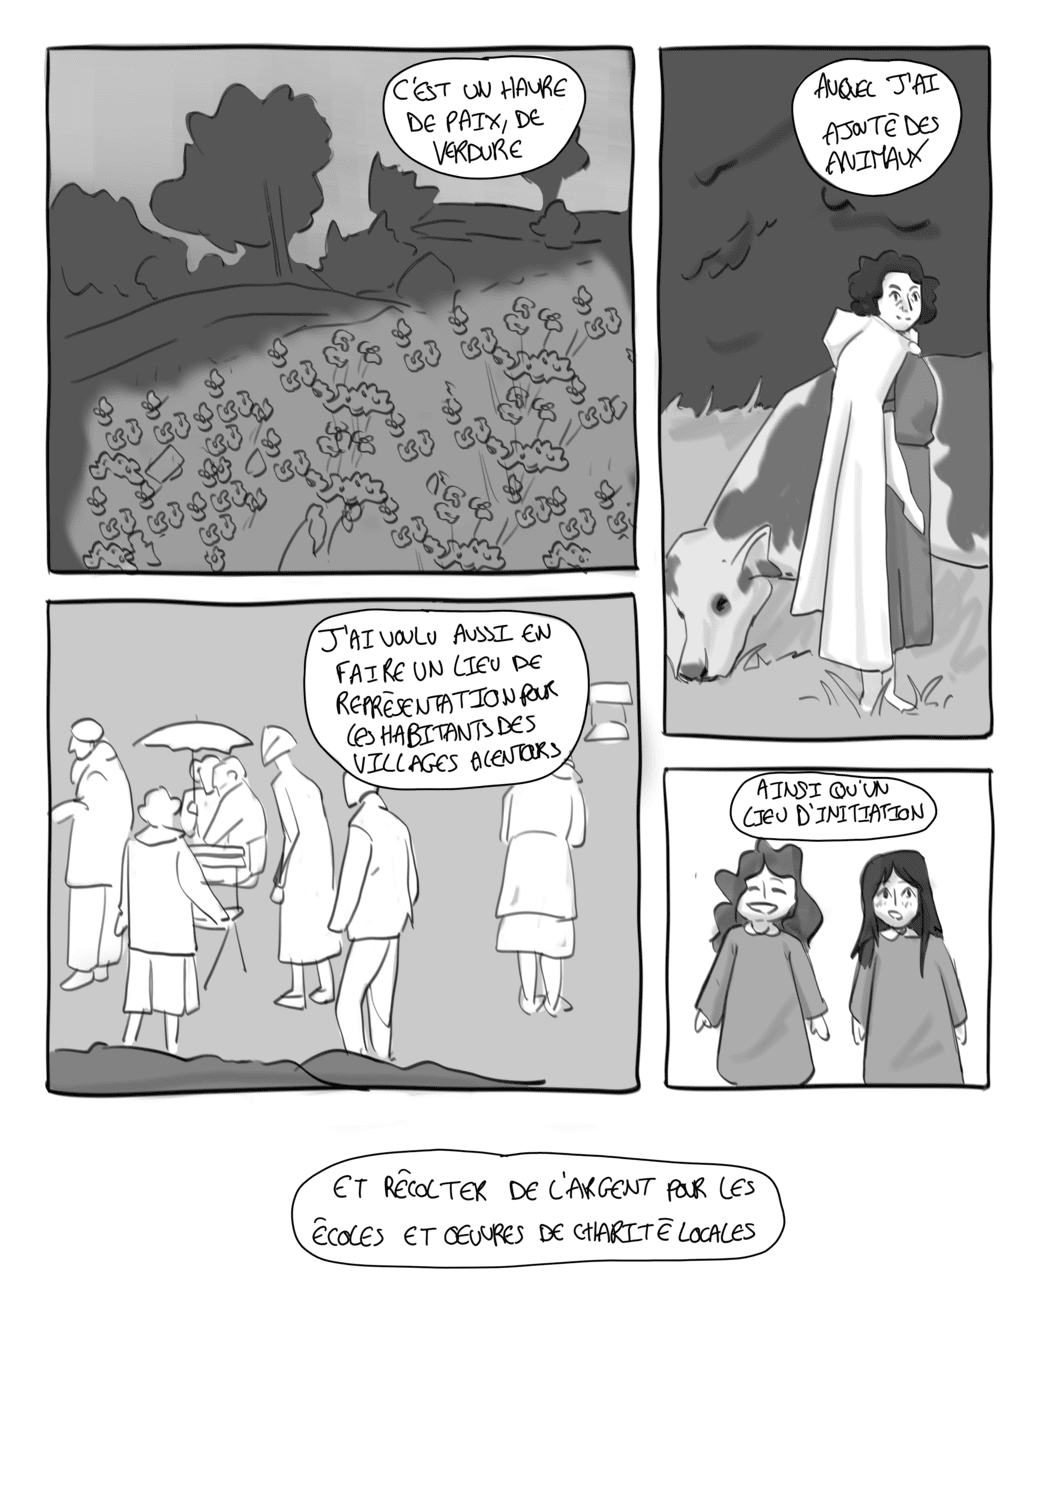 C'EST UN HAVRE
DE PAIX, DE
VERDURE
AUQUEL J'AI
AJOUTÉ DES
ANIMAUX
J'AI VOULU AUSSI EN
FAIRE UN LIEU DE
REPRÉSENTATION POUR
LES HABITANTS DES
VILLAGES ALENTOURS
AINSI QU'UN
LIEU D'INITIATION
ET RÉCOLTER DE L'ARGENT POUR LES
ÉCOLES ET OEUVRES DE CHARITÉ LOCALES